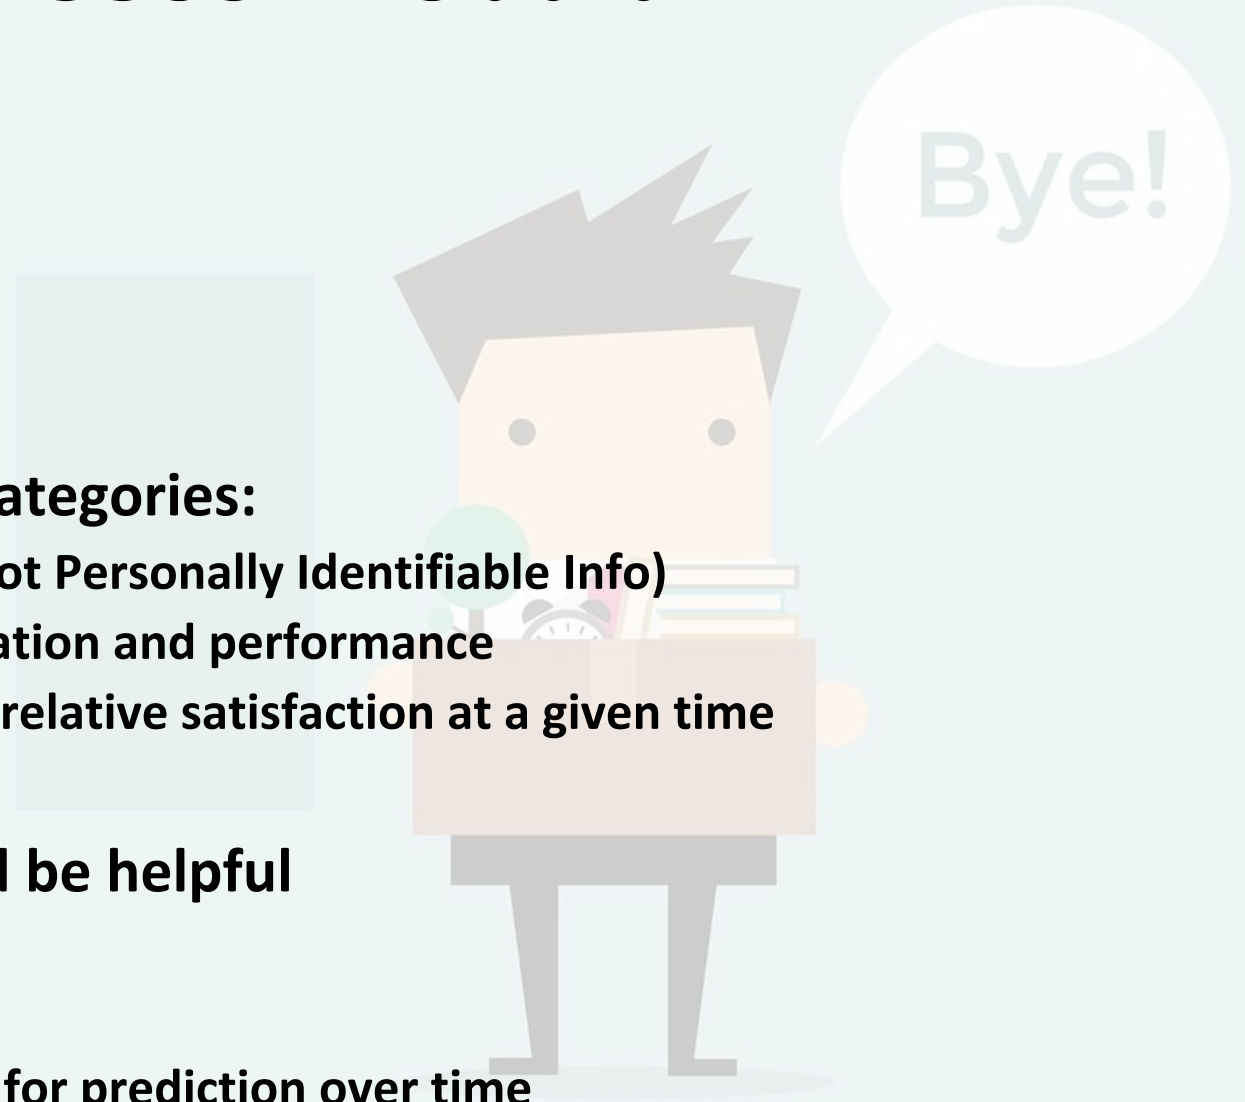 Bye!
ategories:
ot Personally Identifiable Info)
ation and performance
relative satisfaction at a given time
be helpful
for prediction over time